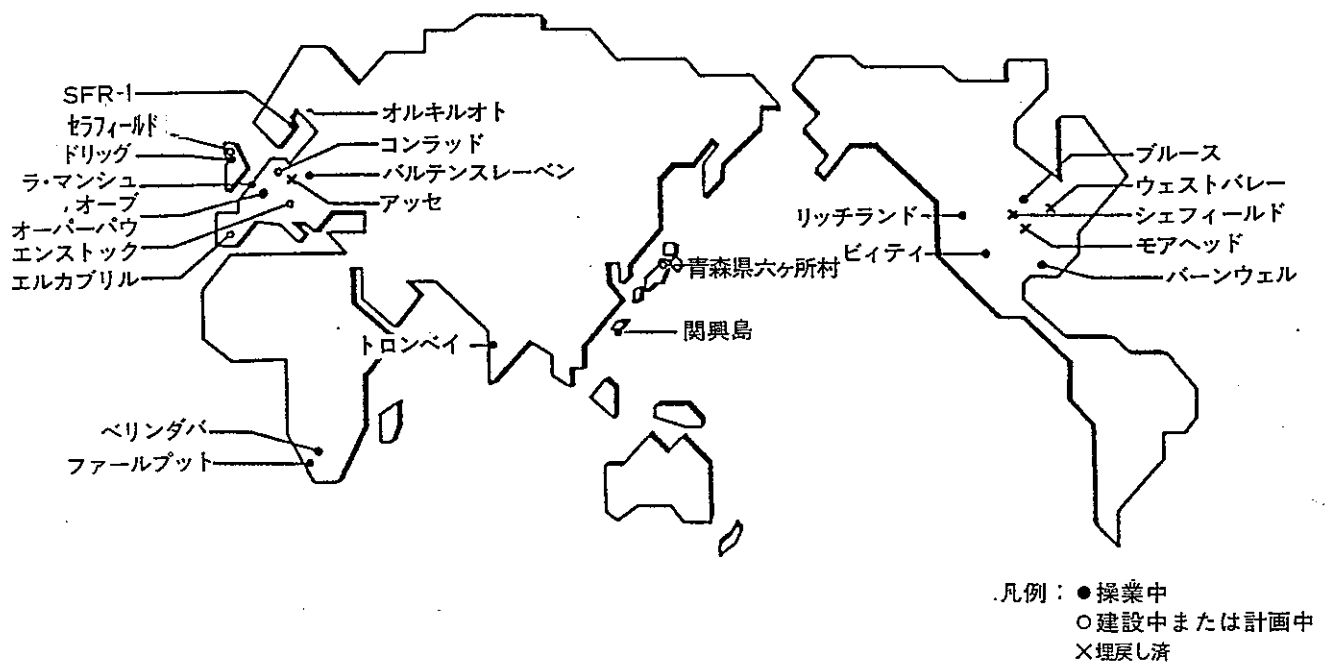 SFR-1
セラフィールド
ドリッグ
ラ・マンシュ
オーブ
オーバーパウ
エンストック
エルカブリル
オルキルオト
コンラッド
バルテンスレーベン
アッセ
トロンベイ
ベリンダバ
ファールプット
青森県六ヶ所村
関興島
リッチランド
ビィティ
ブルース
ウェストバレー
シェフィールド
モアヘッド
バーンウェル
凡例：●操業中
○建設中または計画中
×埋戻し済